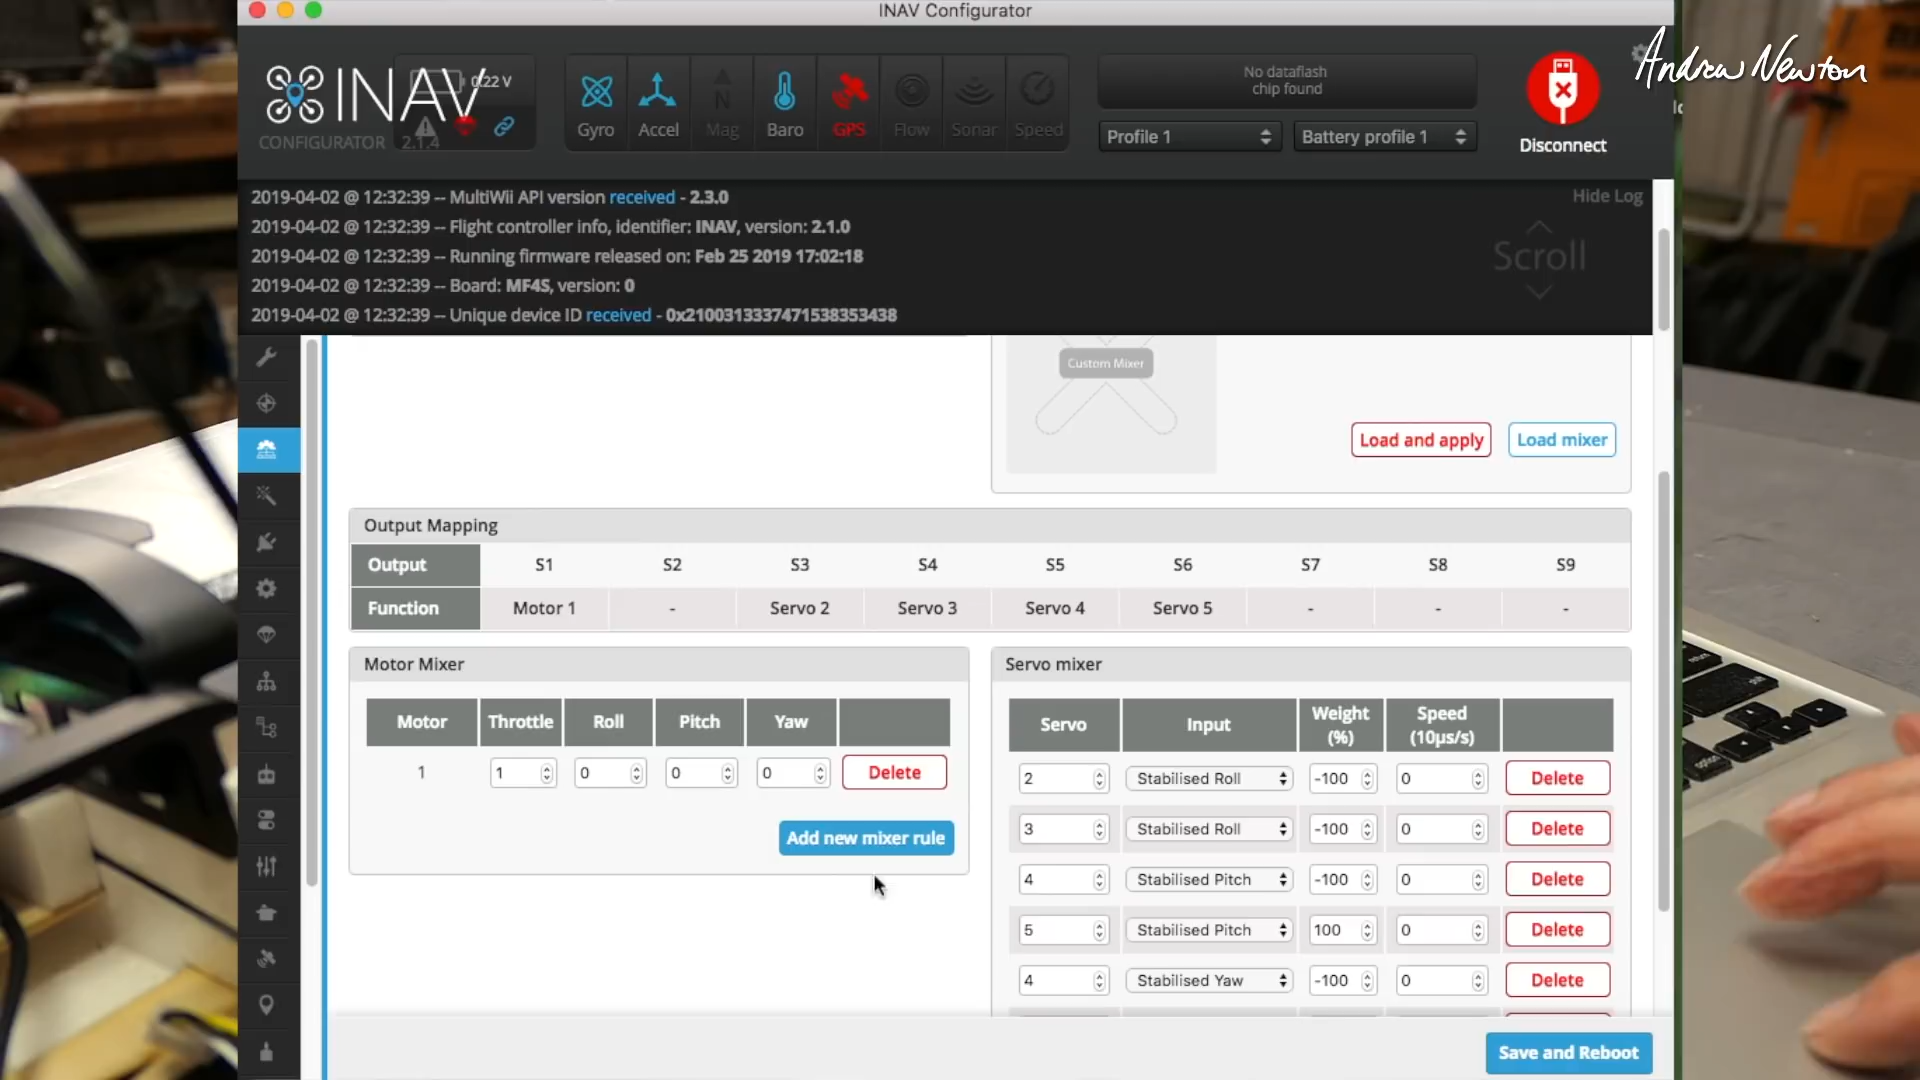 INAV Configurator
Andrew Newton
INAV
CONFIGURATOR 2.1.4
0.22 V
Gyro
Accel
Mag
Baro
GPS
Flow
Sonar
Speed
No dataflash
chip found
Profile 1
Battery profile 1
Disconnect
2019-04-02 @ 12:32:39 -- MultiWii API version received - 2.3.0
2019-04-02 @ 12:32:39 -- Flight controller info, identifier: INAV, version: 2.1.0
2019-04-02 @ 12:32:39 -- Running firmware released on: Feb 25 2019 17:02:18
2019-04-02 @ 12:32:39 -- Board: MF4S, version: 0
2019-04-02 @ 12:32:39 -- Unique device ID received - 0x2100313337471538353438
Hide Log
Scroll
Custom Mixer
Load and apply
Load mixer
Output Mapping
Output S1 S2 S3 S4 S5 S6 S7 S8 S9
Function Motor 1 - Servo 2 Servo 3 Servo 4 Servo 5 - - -
Motor Mixer
Motor Throttle Roll Pitch Yaw
1 1 0 0 0 Delete
Add new mixer rule
Servo mixer
Servo Input Weight (%) Speed (10µs/s)
2 Stabilised Roll -100 0 Delete
3 Stabilised Roll -100 0 Delete
4 Stabilised Pitch -100 0 Delete
5 Stabilised Pitch 100 0 Delete
4 Stabilised Yaw -100 0 Delete
Save and Reboot
option